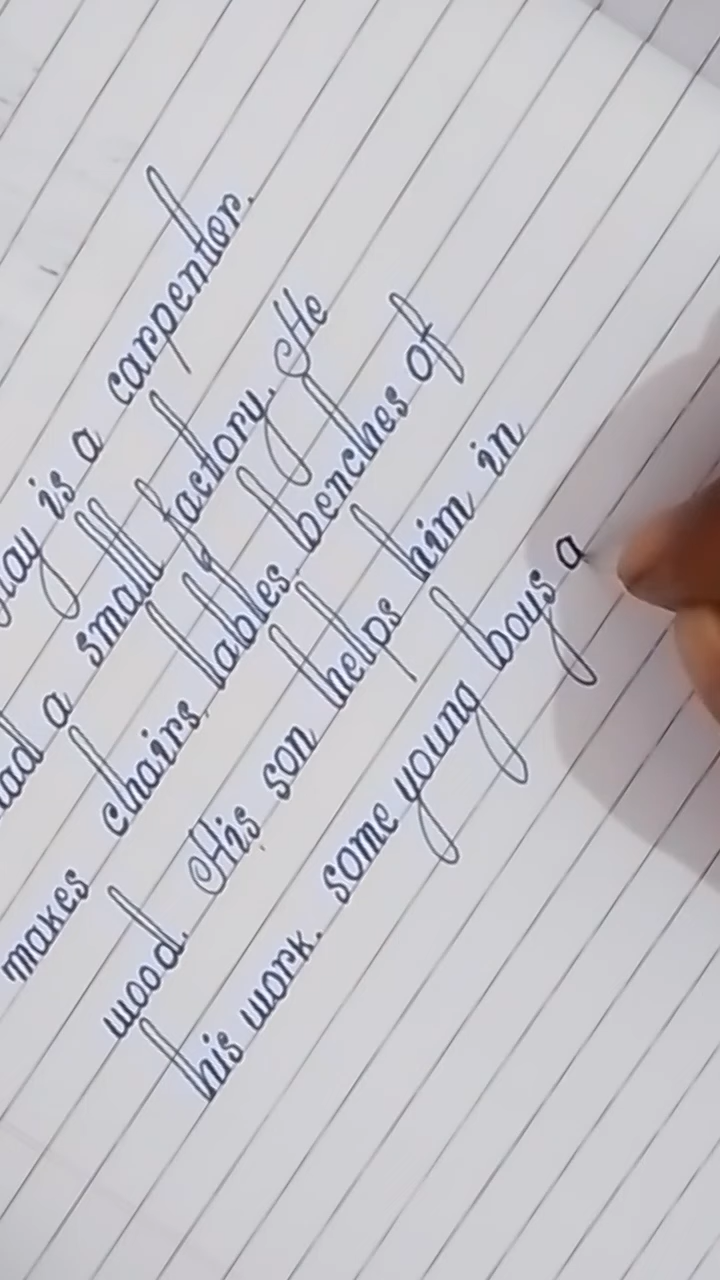 is a carpenter.
a small factory. He
makes chairs, tables, benches of
wood. His son helps him in
his work. some young boys a